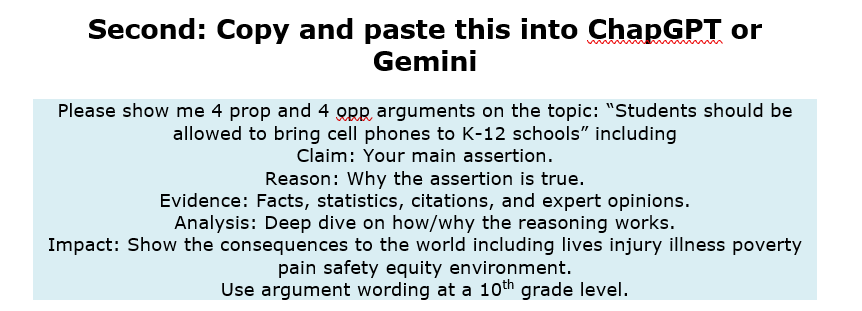 Second: Copy and paste this into ChapGPT or
Gemini
Please show me 4 prop and 4 opp arguments on the topic: “Students should be
allowed to bring cell phones to K-12 schools” including
Claim: Your main assertion.
Reason: Why the assertion is true.
Evidence: Facts, statistics, citations, and expert opinions.
Analysis: Deep dive on how/why the reasoning works.
Impact: Show the consequences to the world including lives injury illness poverty
pain safety equity environment.
Use argument wording at a 10th grade level.